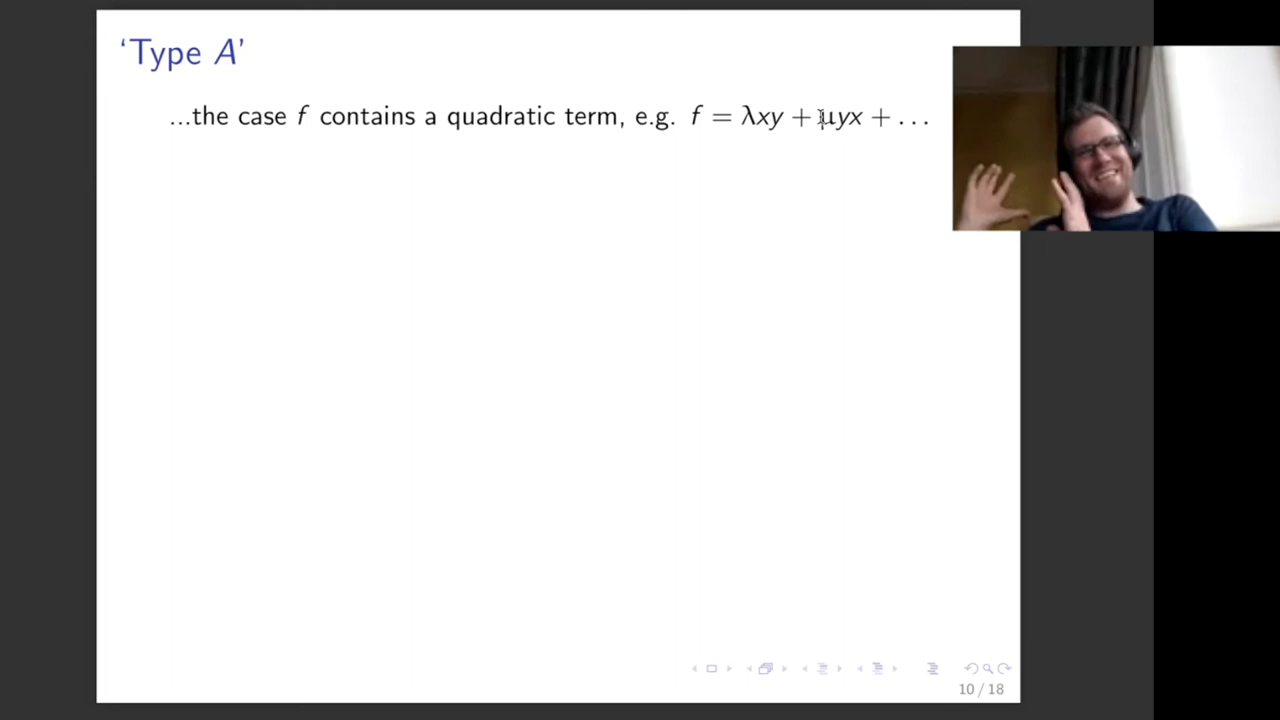 ‘Type A’
...the case f contains a quadratic term, e.g. f = λxy + μyx + . . .
10 / 18